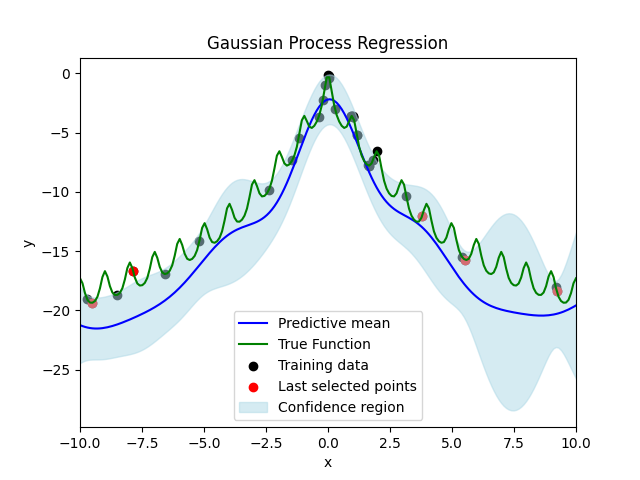 Gaussian Process Regression
0
−5
−10
−15
−20
−25
y
Predictive mean
True Function
Training data
Last selected points
Confidence region
−10.0 −7.5 −5.0 −2.5 0.0 2.5 5.0 7.5 10.0
x